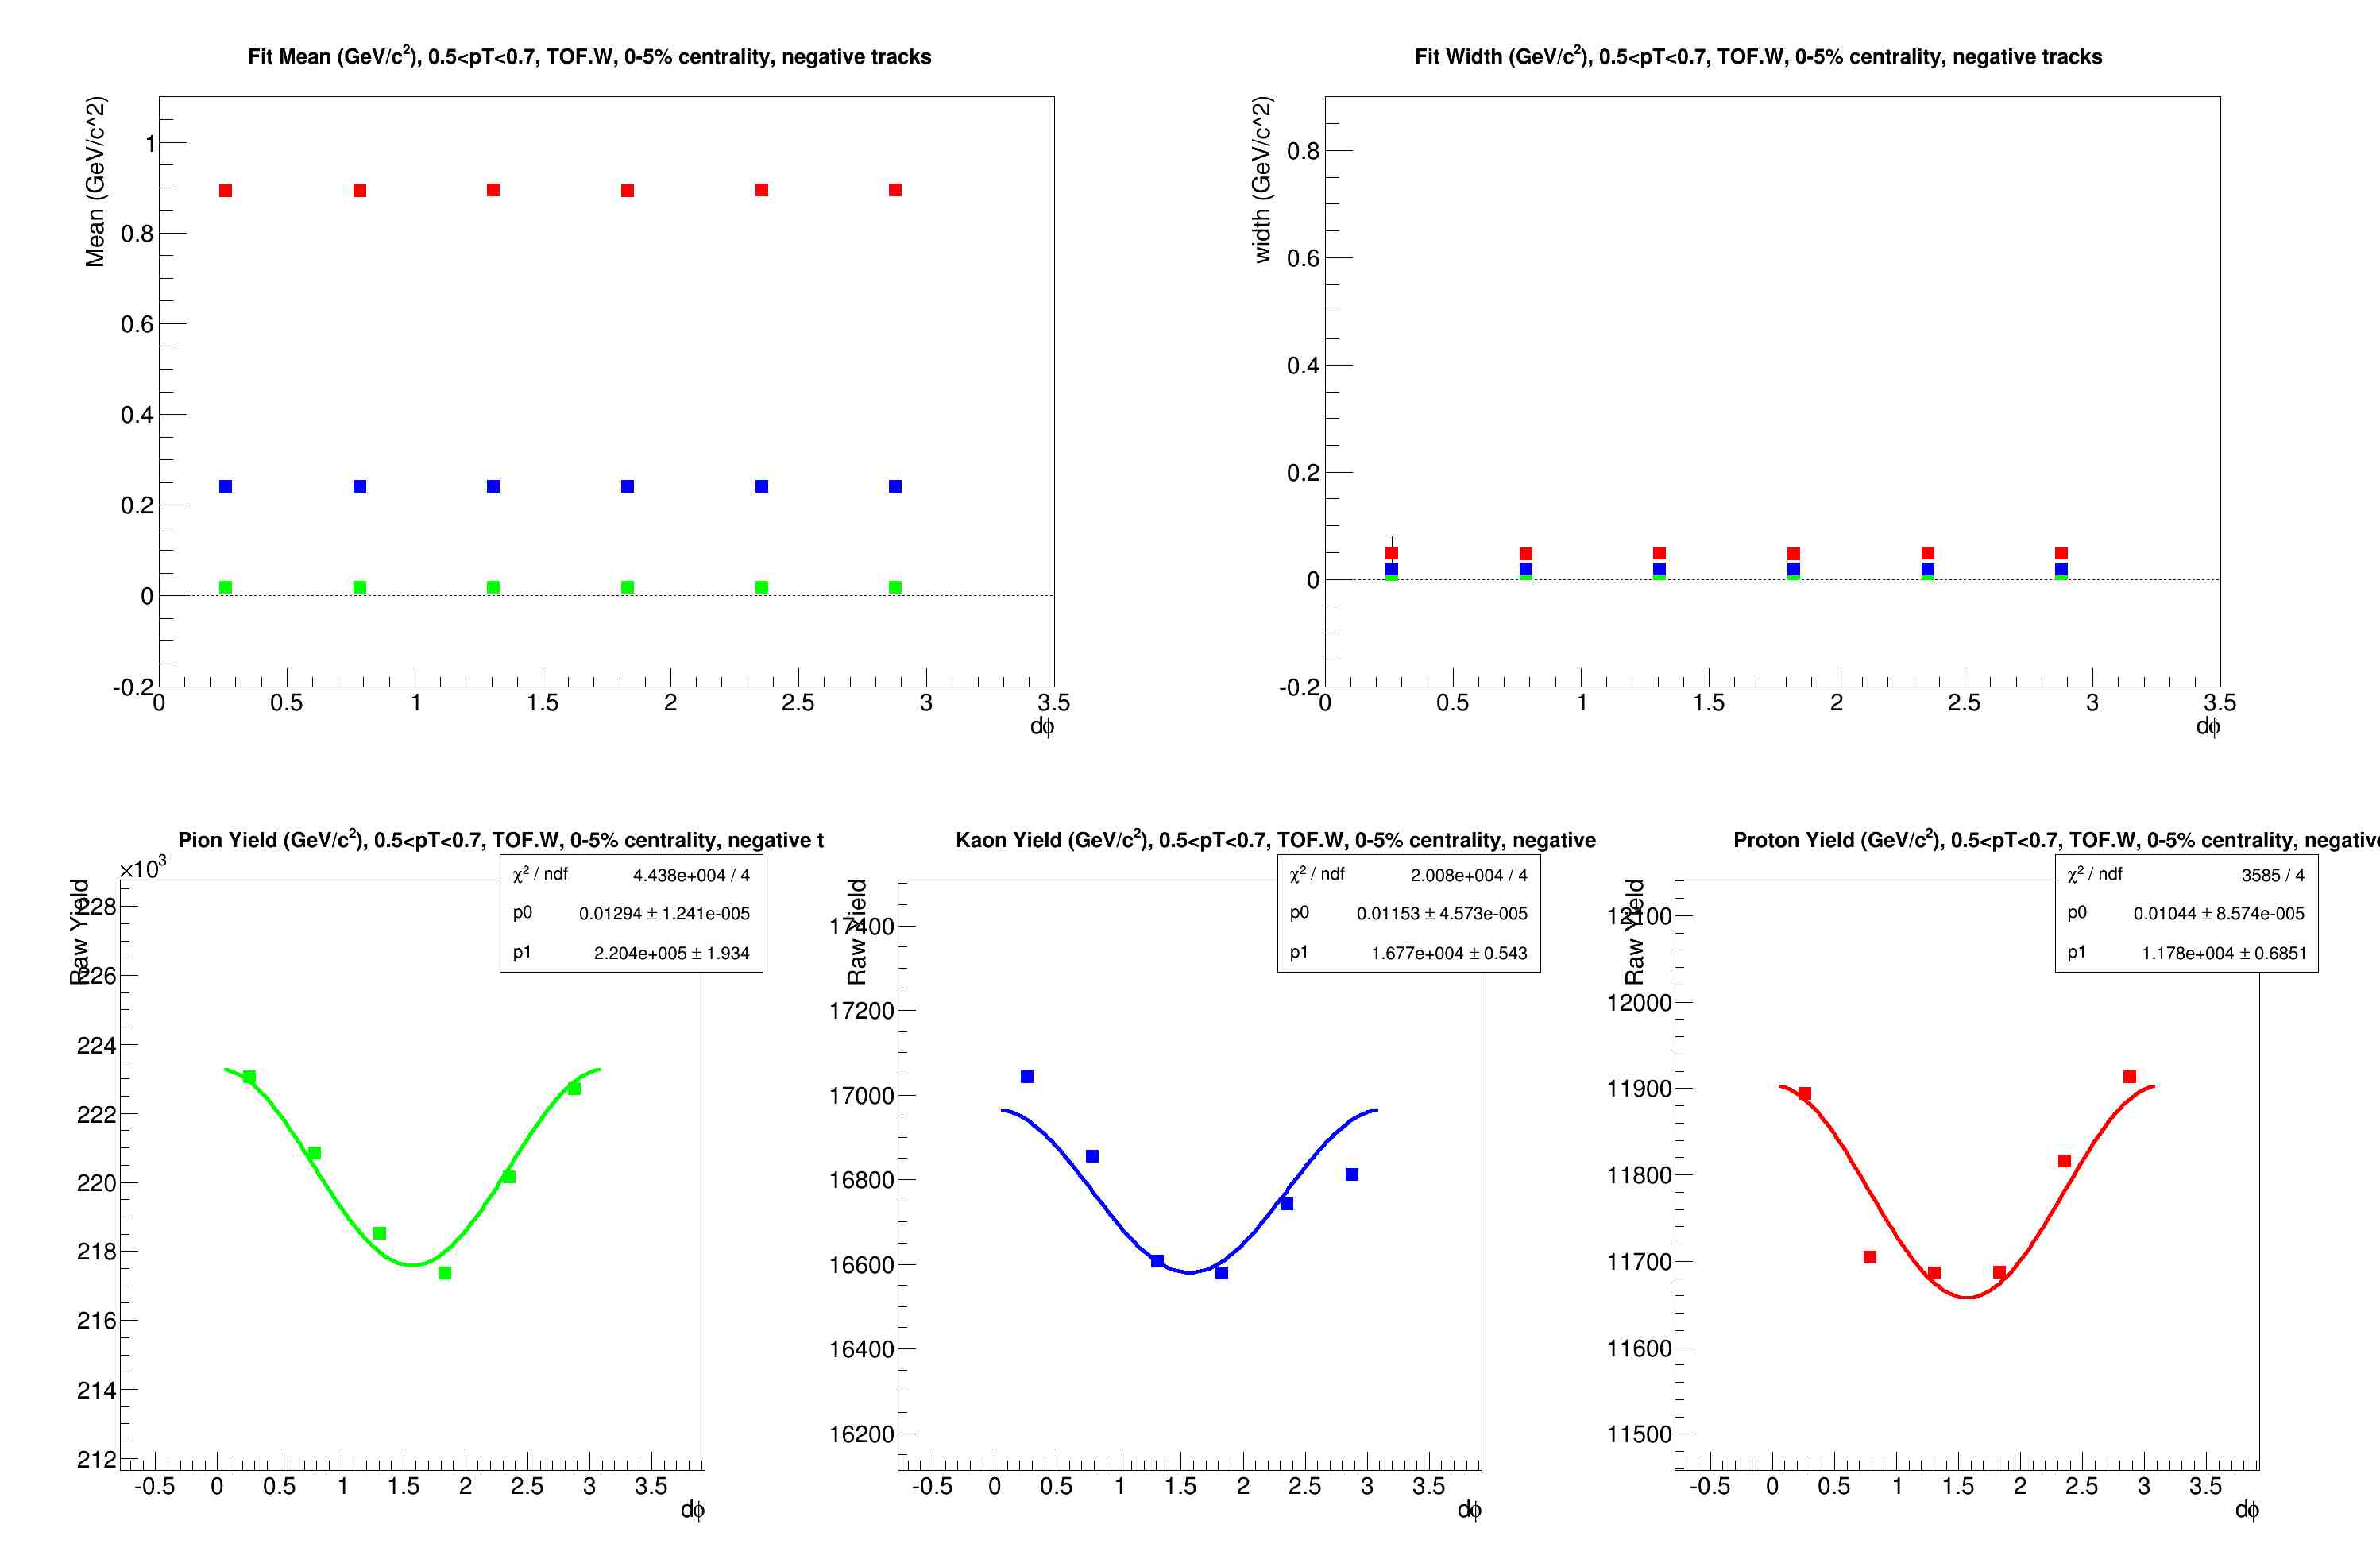 Fit Mean (GeV/c²), 0.5<pT<0.7, TOF.W, 0-5% centrality, negative tracks
Mean (GeV/c^2)
1
0.8
0.6
0.4
0.2
0
-0.2
0 0.5 1 1.5 2 2.5 3 3.5
dϕ
Fit Width (GeV/c²), 0.5<pT<0.7, TOF.W, 0-5% centrality, negative tracks
width (GeV/c^2)
0.8
0.6
0.4
0.2
0
-0.2
0 0.5 1 1.5 2 2.5 3 3.5
dϕ
Pion Yield (GeV/c²), 0.5<pT<0.7, TOF.W, 0-5% centrality, negative t
×10³
Raw Yield
χ² / ndf 4.438e+004 / 4
p0 0.01294 ± 1.241e-005
p1 2.204e+005 ± 1.934
228
226
224
222
220
218
216
214
212
-0.5 0 0.5 1 1.5 2 2.5 3 3.5
dϕ
Kaon Yield (GeV/c²), 0.5<pT<0.7, TOF.W, 0-5% centrality, negative
Raw Yield
χ² / ndf 2.008e+004 / 4
p0 0.01153 ± 4.573e-005
p1 1.677e+004 ± 0.543
17400
17200
17000
16800
16600
16400
16200
-0.5 0 0.5 1 1.5 2 2.5 3 3.5
dϕ
Proton Yield (GeV/c²), 0.5<pT<0.7, TOF.W, 0-5% centrality, negative
Raw Yield
χ² / ndf 3585 / 4
p0 0.01044 ± 8.574e-005
p1 1.178e+004 ± 0.6851
12100
12000
11900
11800
11700
11600
11500
-0.5 0 0.5 1 1.5 2 2.5 3 3.5
dϕ